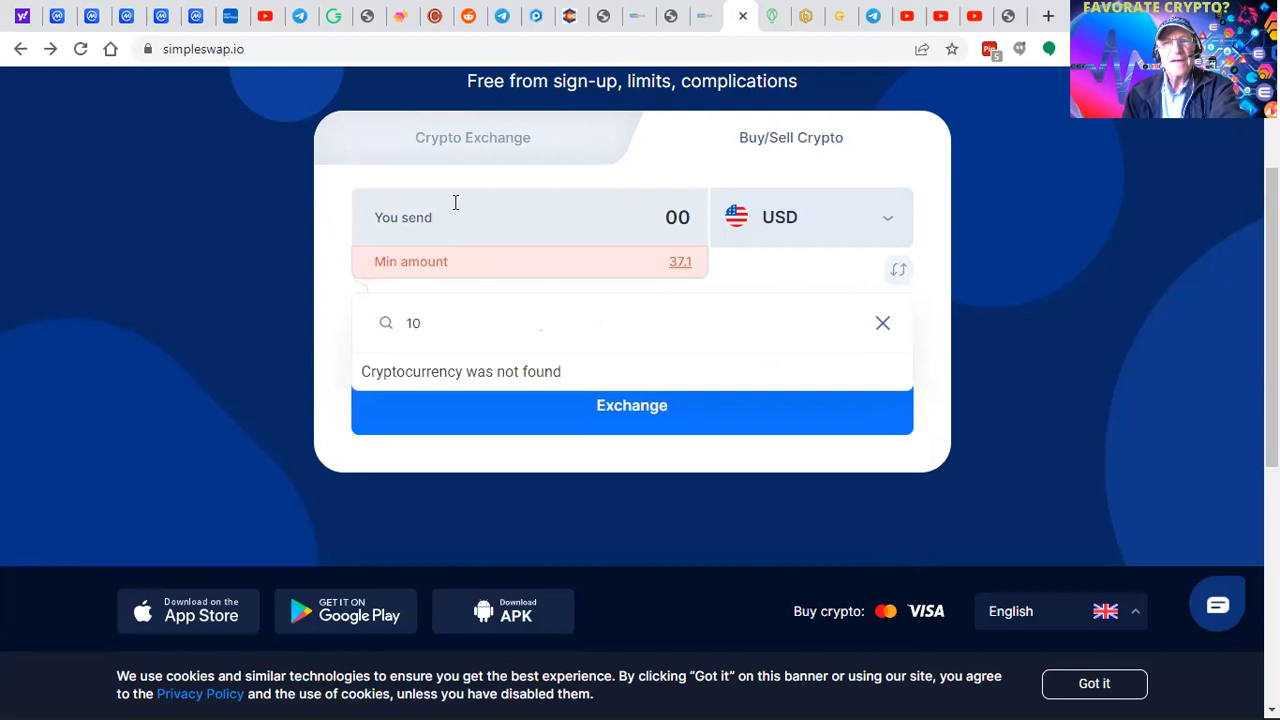 FAVORATE CRYPTO?
simpleswap.io
5
Free from sign-up, limits, complications
Crypto Exchange
Buy/Sell Crypto
You send
00
USD
Min amount
37.1
10
Cryptocurrency was not found
Exchange
Download on the
App Store
GET IT ON
Google Play
Download
APK
Buy crypto:
VISA
English
We use cookies and similar technologies to ensure you get the best experience. By clicking "Got it" on this banner or using our site, you agree
to the Privacy Policy and the use of cookies, unless you have disabled them.
Got it